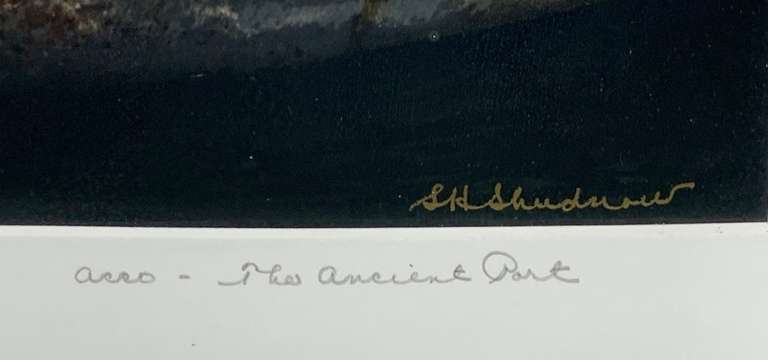 SH Shudnow
Acco - The Ancient Port